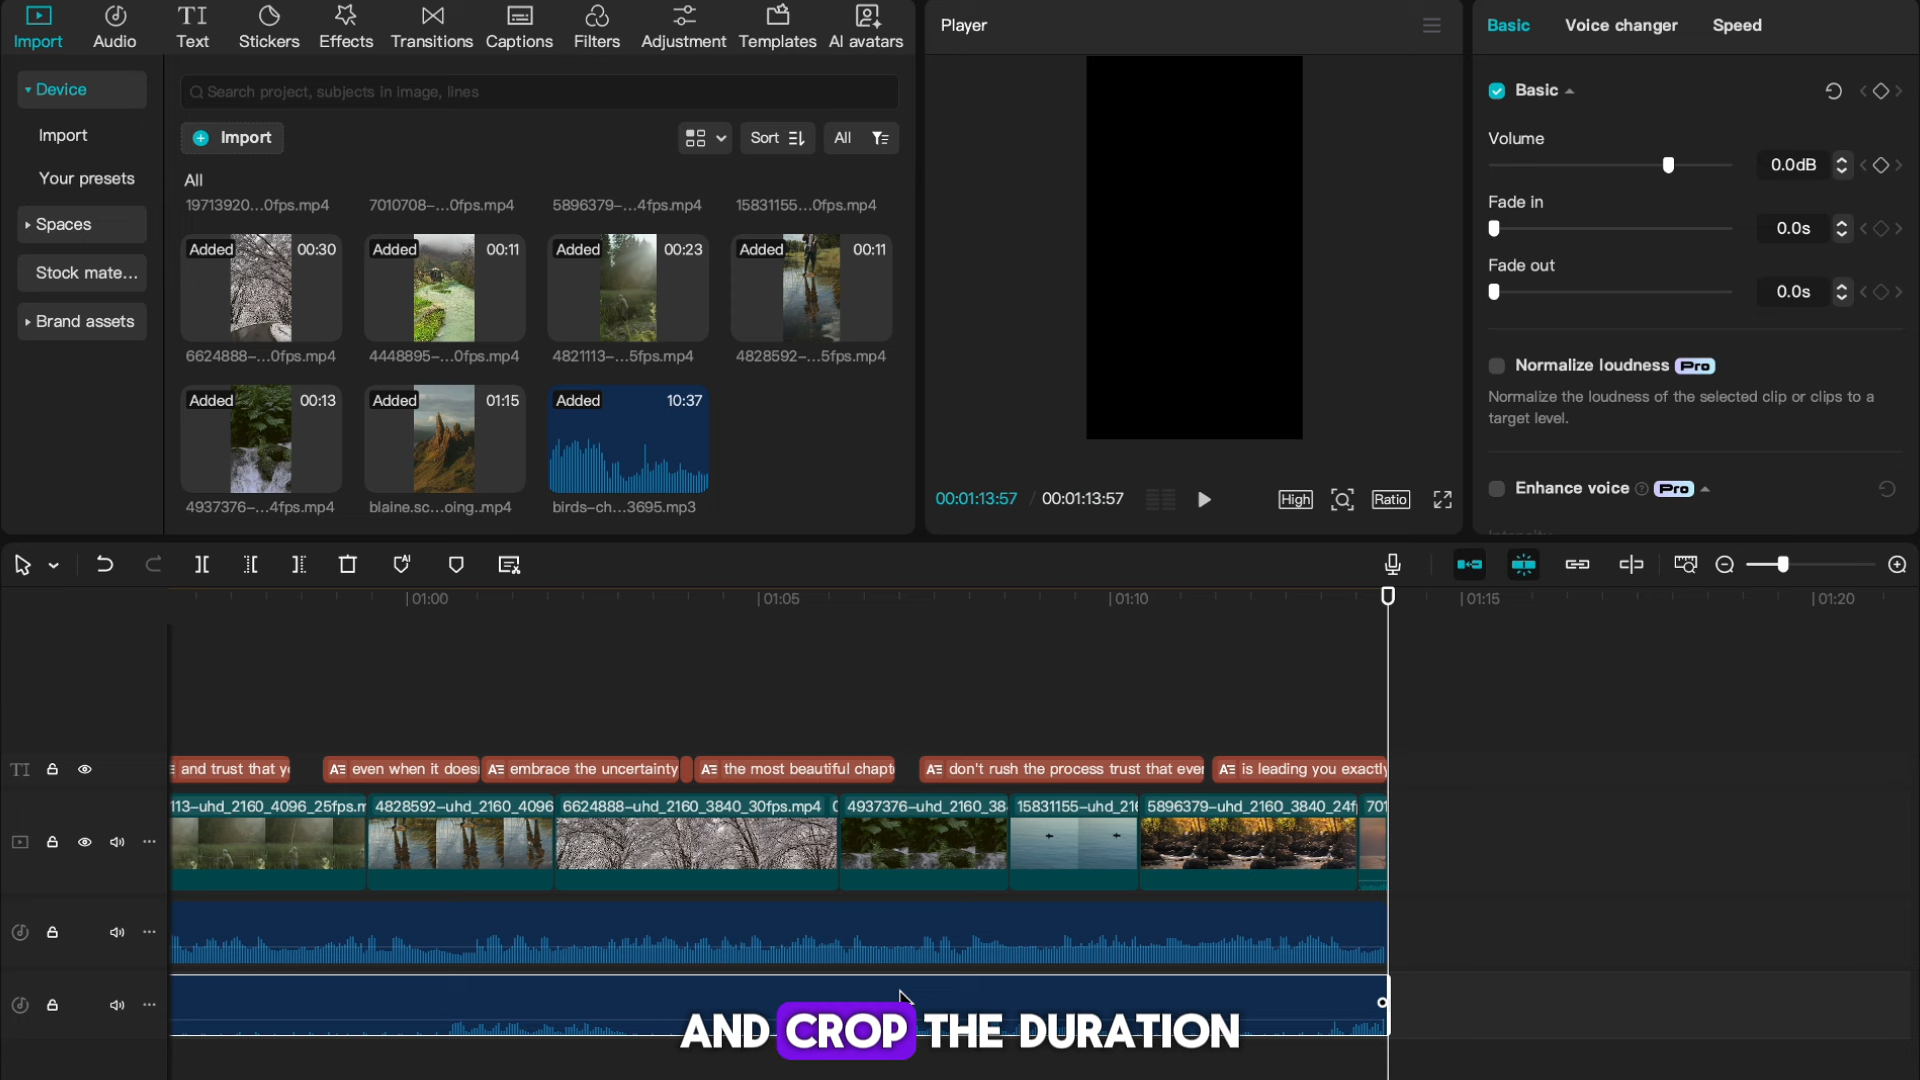 Import
Audio
Text
Stickers
Effects
Transitions
Captions
Filters
Adjustment
Templates
AI avatars
Device
Import
Your presets
Spaces
Stock mate...
Brand assets
Search project, subjects in image, lines
Import
Sort
All
All
19713920...0fps.mp4
7010708-...0fps.mp4
5896379-...4fps.mp4
15831155...0fps.mp4
Added 00:30
Added 00:11
Added 00:23
Added 00:11
6624888-...0fps.mp4
4448895-...0fps.mp4
4821113-...5fps.mp4
4828592-...5fps.mp4
Added 00:13
Added 01:15
Added 10:37
4937376-...4fps.mp4
blaine.sc...oing..mp4
birds-ch...3695.mp3
Player
00:01:13:57 / 00:01:13:57
High
Ratio
Basic
Voice changer
Speed
Basic
Volume
0.0dB
Fade in
0.0s
Fade out
0.0s
Normalize loudness Pro
Normalize the loudness of the selected clip or clips to a
target level.
Enhance voice Pro
01:00
01:05
01:10
01:15
01:20
TI
and trust that y
even when it does
embrace the uncertainty
the most beautiful chapt
don't rush the process trust that ever
is leading you exactly
113-uhd_2160_4096_25fps.m
4828592-uhd_2160_4096
6624888-uhd_2160_3840_30fps.mp4
4937376-uhd_2160_38
15831155-uhd_216
5896379-uhd_2160_3840_24f
701
AND CROP THE DURATION